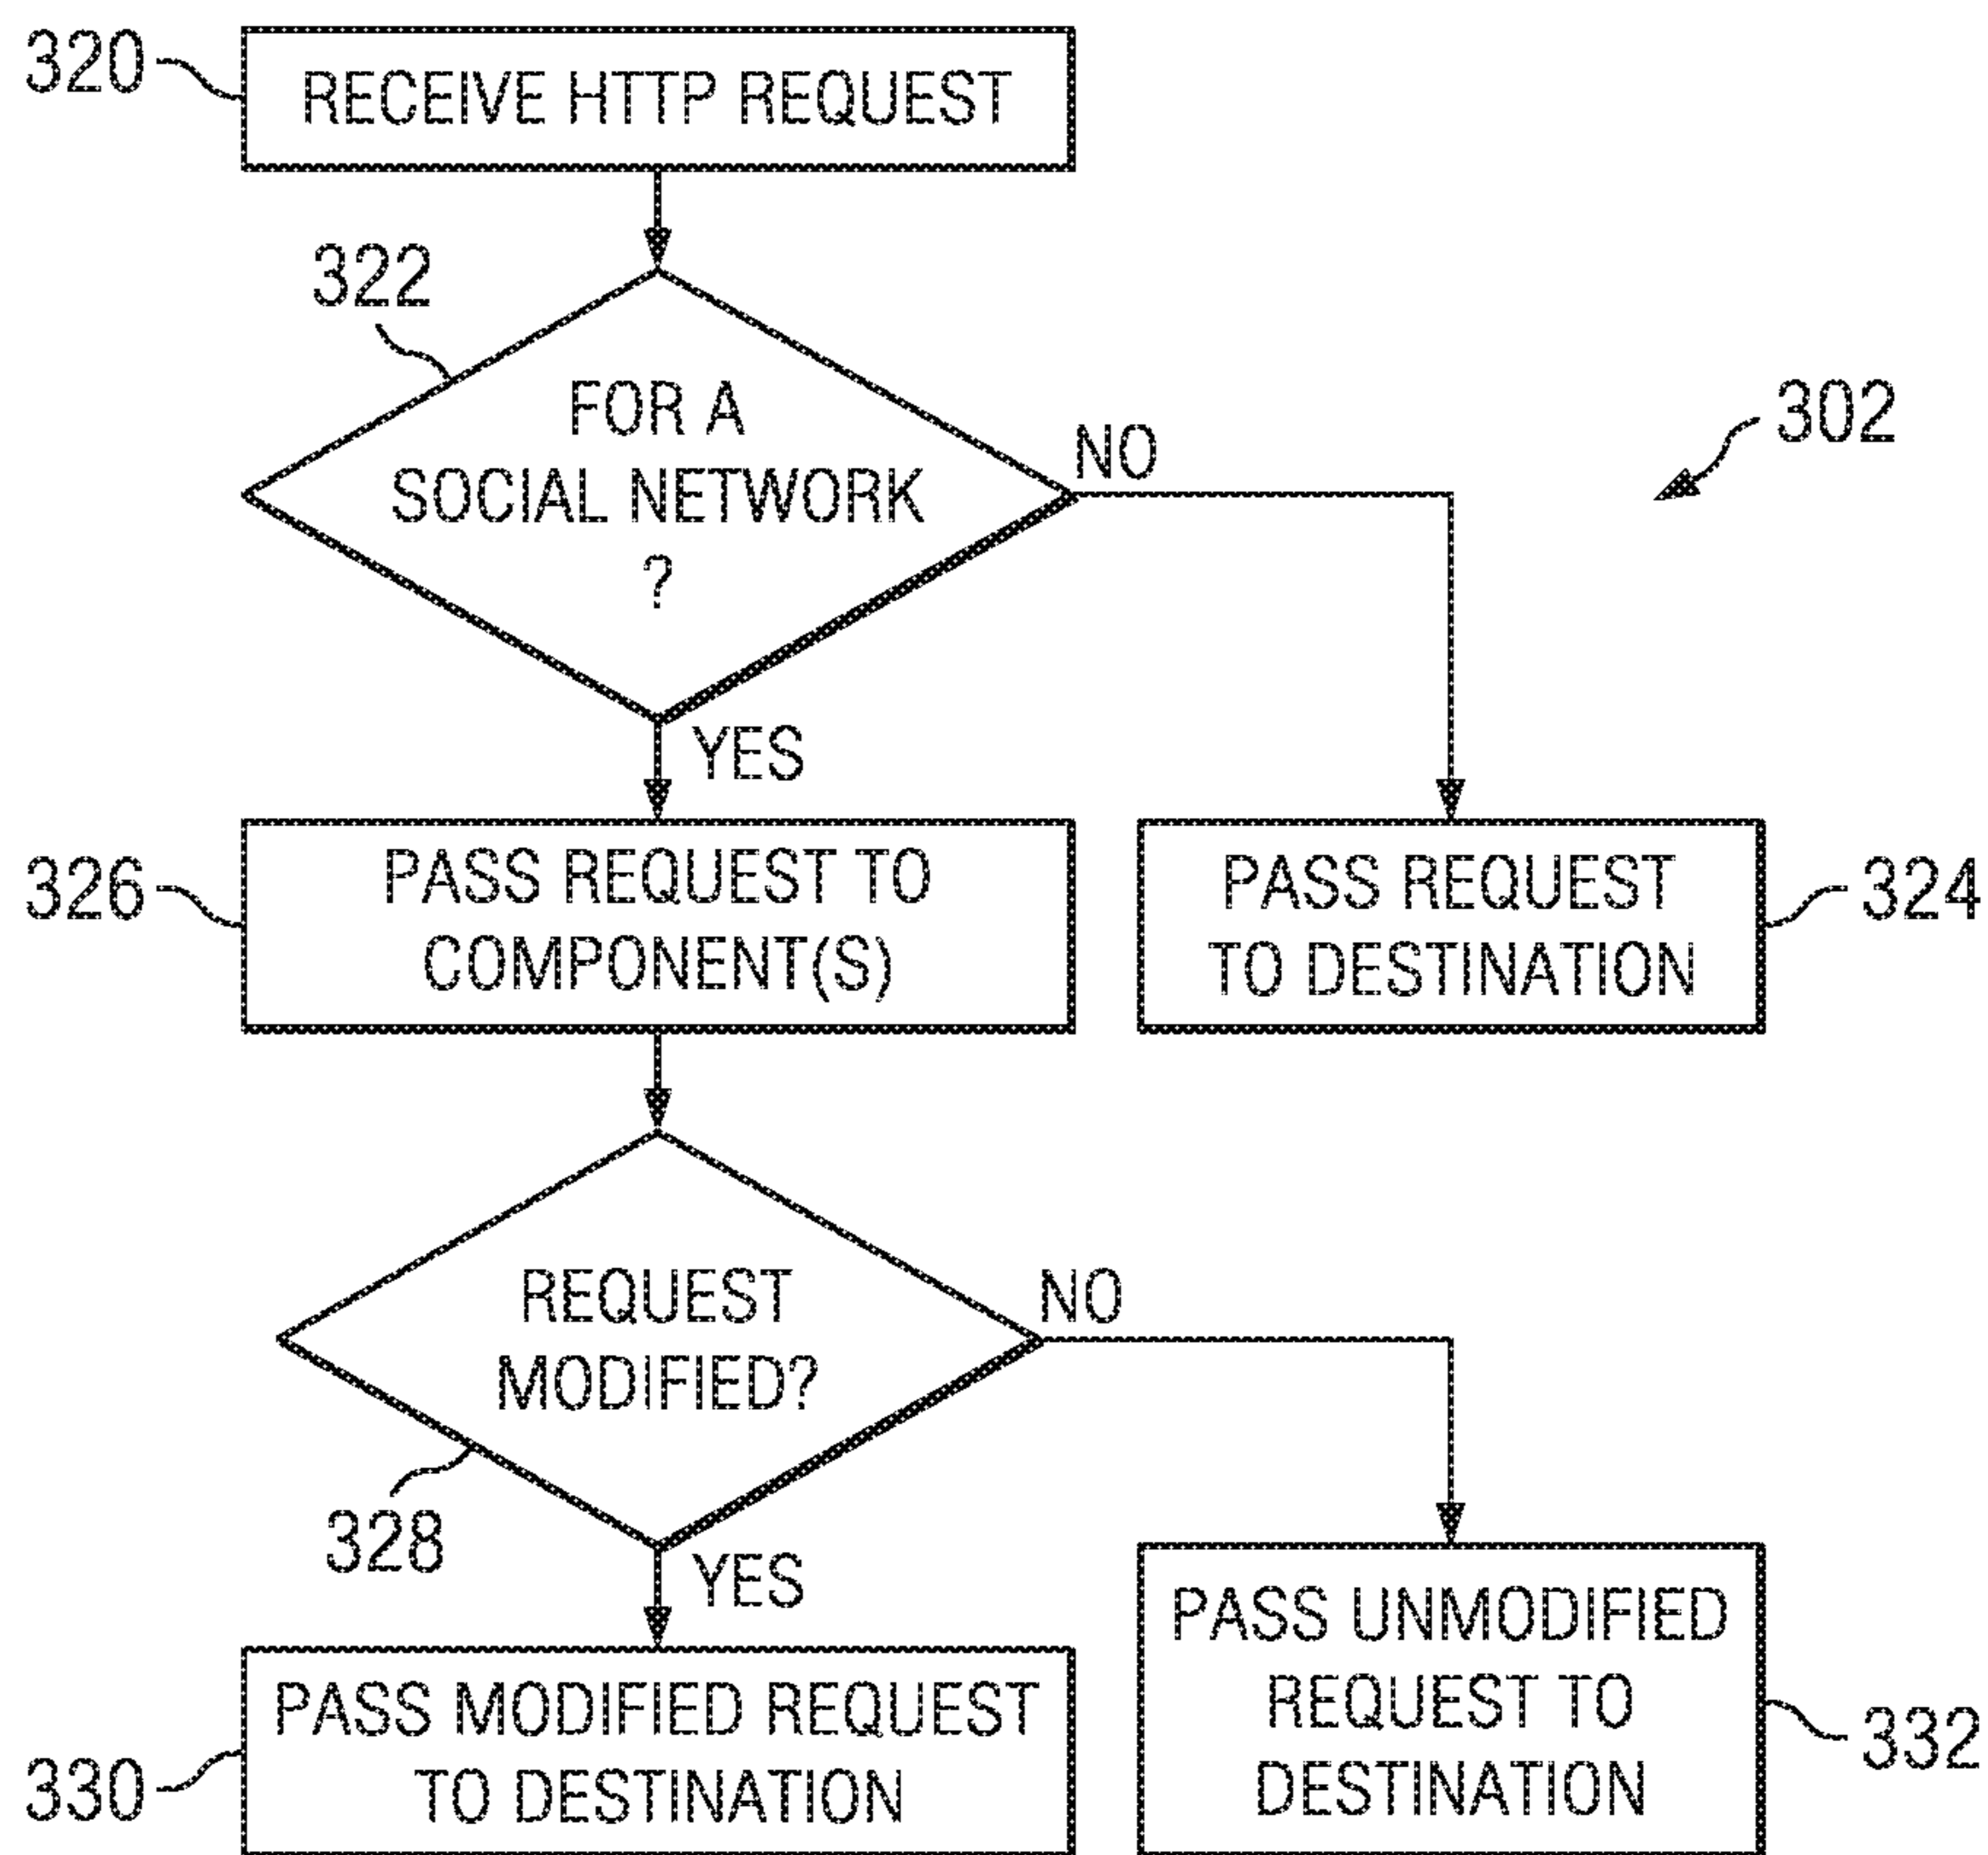 320
RECEIVE HTTP REQUEST
322
FOR A
SOCIAL NETWORK
?
NO
302
YES
326
PASS REQUEST TO
COMPONENT(S)
PASS REQUEST
TO DESTINATION
324
REQUEST
MODIFIED?
NO
328
YES
330
PASS MODIFIED REQUEST
TO DESTINATION
PASS UNMODIFIED
REQUEST TO
DESTINATION
332